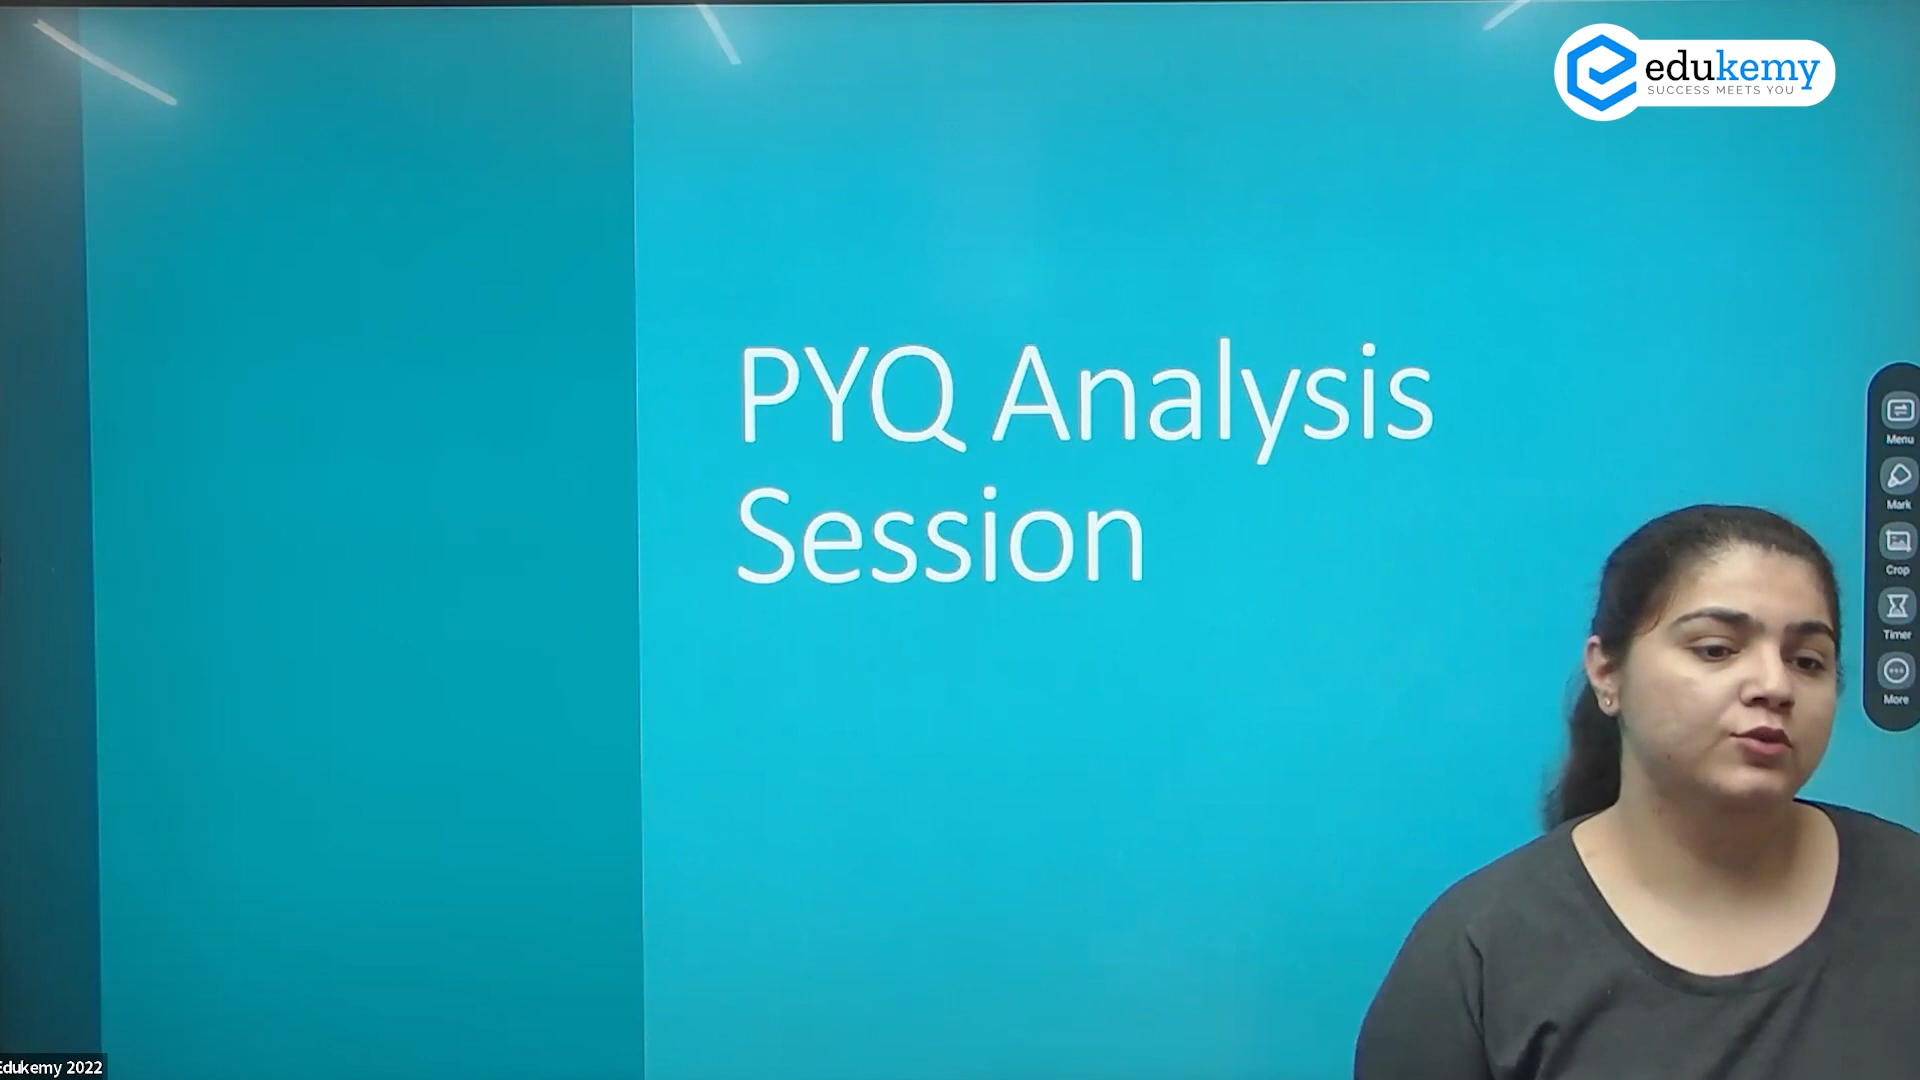 edukemy
SUCCESS MEETS YOU
PYQ Analysis
Session
Menu
Mark
Crop
Timer
More
Edukemy 2022